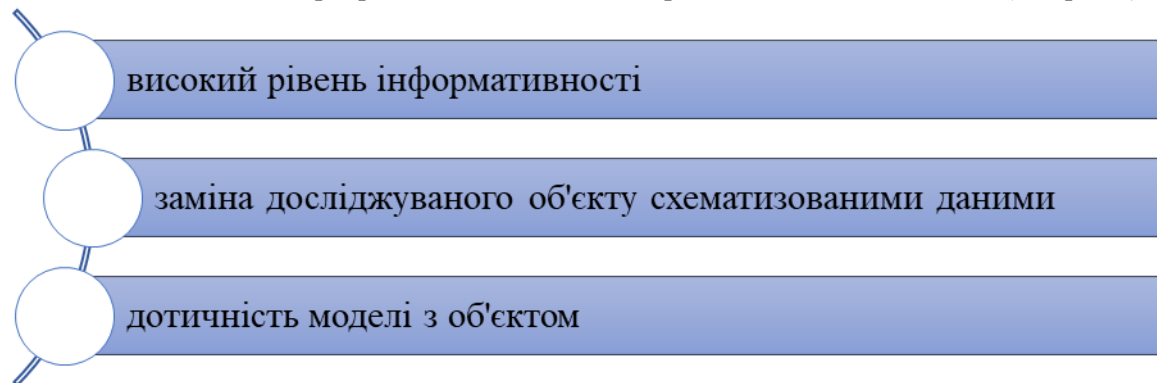 високий рівень інформативності
заміна досліджуваного об'єкту схематизованими даними
дотичність моделі з об'єктом